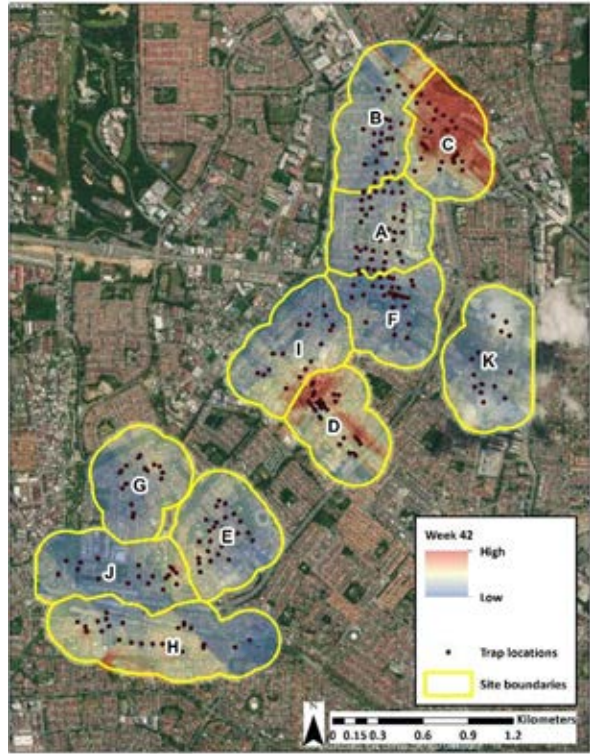 B
C
A
F
I
K
D
G
E
J
H
Week 42
High
Low
Trap locations
Site boundaries
N
Kilometers
0 0.15 0.3 0.6 0.9 1.2